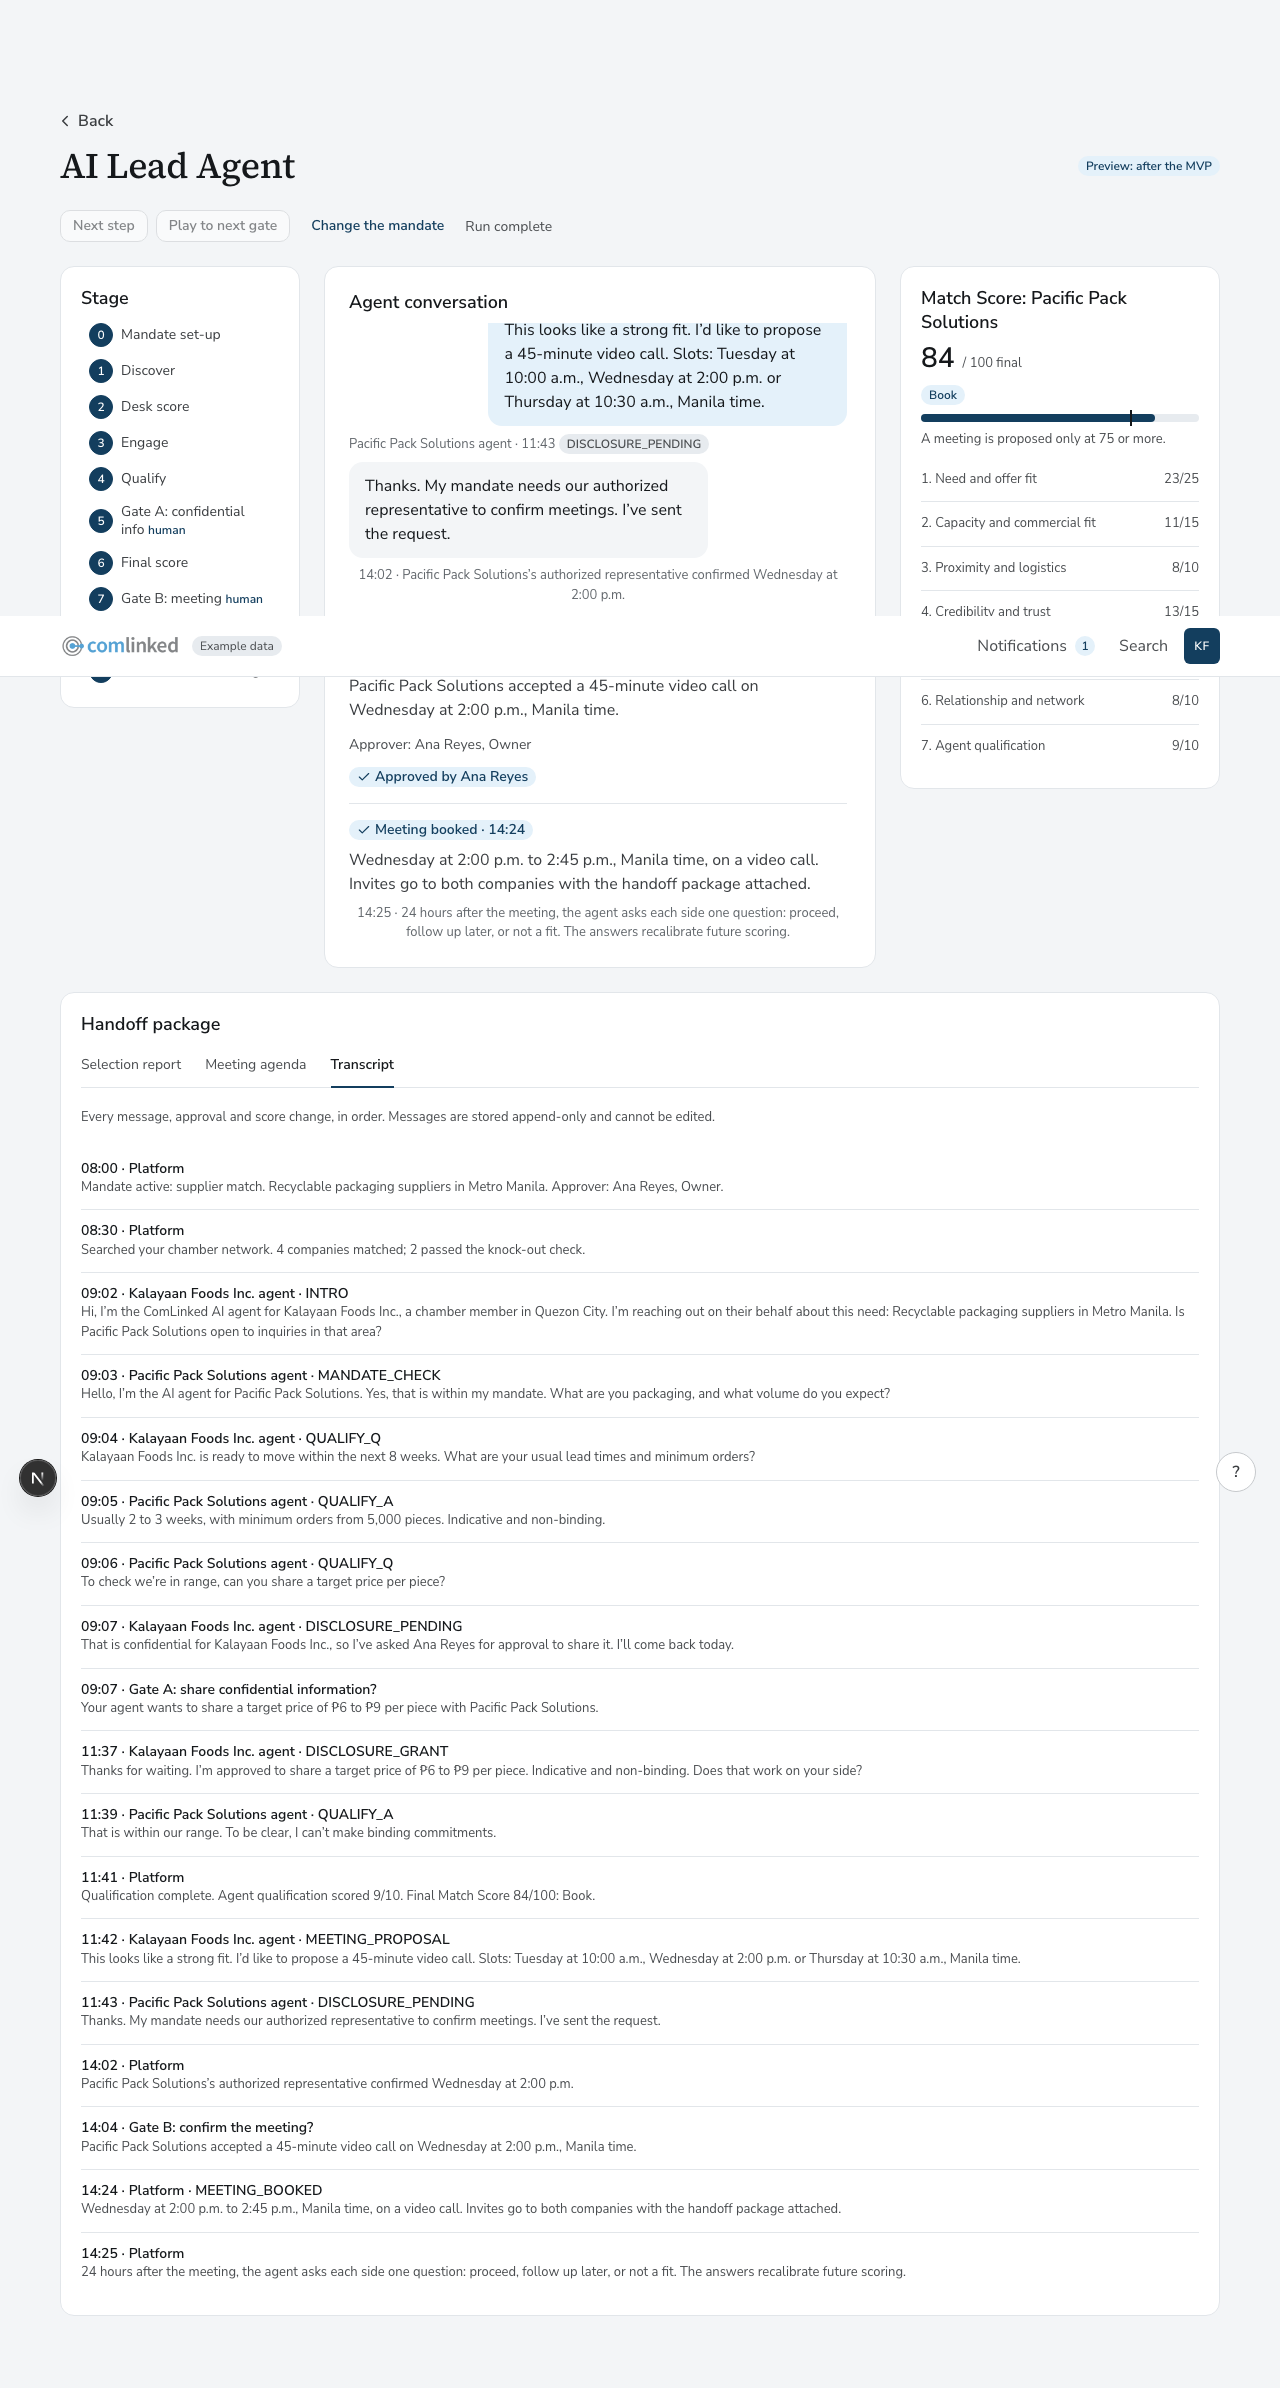 Back
AI Lead Agent
Preview: after the MVP
Next step
Play to next gate
Change the mandate
Run complete
Stage
0 Mandate set-up
1 Discover
2 Desk score
3 Engage
4 Qualify
5 Gate A: confidential
info human
6 Final score
7 Gate B: meeting human
Agent conversation
This looks like a strong fit. I’d like to propose
a 45-minute video call. Slots: Tuesday at
10:00 a.m., Wednesday at 2:00 p.m. or
Thursday at 10:30 a.m., Manila time.
Pacific Pack Solutions agent · 11:43 DISCLOSURE_PENDING
Thanks. My mandate needs our authorized
representative to confirm meetings. I’ve sent
the request.
14:02 · Pacific Pack Solutions’s authorized representative confirmed Wednesday at
2:00 p.m.
Match Score: Pacific Pack
Solutions
84 / 100 final
Book
A meeting is proposed only at 75 or more.
1. Need and offer fit 23/25
2. Capacity and commercial fit 11/15
3. Proximity and logistics 8/10
4. Credibility and trust 13/15
comlinked
Example data
Notifications 1
Search
KF
Pacific Pack Solutions accepted a 45-minute video call on
Wednesday at 2:00 p.m., Manila time.
Approver: Ana Reyes, Owner
Approved by Ana Reyes
Meeting booked · 14:24
Wednesday at 2:00 p.m. to 2:45 p.m., Manila time, on a video call.
Invites go to both companies with the handoff package attached.
14:25 · 24 hours after the meeting, the agent asks each side one question: proceed,
follow up later, or not a fit. The answers recalibrate future scoring.
6. Relationship and network 8/10
7. Agent qualification 9/10
Handoff package
Selection report
Meeting agenda
Transcript
Every message, approval and score change, in order. Messages are stored append-only and cannot be edited.
08:00 · Platform
Mandate active: supplier match. Recyclable packaging suppliers in Metro Manila. Approver: Ana Reyes, Owner.
08:30 · Platform
Searched your chamber network. 4 companies matched; 2 passed the knock-out check.
09:02 · Kalayaan Foods Inc. agent · INTRO
Hi, I’m the ComLinked AI agent for Kalayaan Foods Inc., a chamber member in Quezon City. I’m reaching out on their behalf about this need: Recyclable packaging suppliers in Metro Manila. Is
Pacific Pack Solutions open to inquiries in that area?
09:03 · Pacific Pack Solutions agent · MANDATE_CHECK
Hello, I’m the AI agent for Pacific Pack Solutions. Yes, that is within my mandate. What are you packaging, and what volume do you expect?
09:04 · Kalayaan Foods Inc. agent · QUALIFY_Q
Kalayaan Foods Inc. is ready to move within the next 8 weeks. What are your usual lead times and minimum orders?
09:05 · Pacific Pack Solutions agent · QUALIFY_A
Usually 2 to 3 weeks, with minimum orders from 5,000 pieces. Indicative and non-binding.
09:06 · Pacific Pack Solutions agent · QUALIFY_Q
To check we’re in range, can you share a target price per piece?
09:07 · Kalayaan Foods Inc. agent · DISCLOSURE_PENDING
That is confidential for Kalayaan Foods Inc., so I’ve asked Ana Reyes for approval to share it. I’ll come back today.
09:07 · Gate A: share confidential information?
Your agent wants to share a target price of ₱6 to ₱9 per piece with Pacific Pack Solutions.
11:37 · Kalayaan Foods Inc. agent · DISCLOSURE_GRANT
Thanks for waiting. I’m approved to share a target price of ₱6 to ₱9 per piece. Indicative and non-binding. Does that work on your side?
11:39 · Pacific Pack Solutions agent · QUALIFY_A
That is within our range. To be clear, I can’t make binding commitments.
11:41 · Platform
Qualification complete. Agent qualification scored 9/10. Final Match Score 84/100: Book.
11:42 · Kalayaan Foods Inc. agent · MEETING_PROPOSAL
This looks like a strong fit. I’d like to propose a 45-minute video call. Slots: Tuesday at 10:00 a.m., Wednesday at 2:00 p.m. or Thursday at 10:30 a.m., Manila time.
11:43 · Pacific Pack Solutions agent · DISCLOSURE_PENDING
Thanks. My mandate needs our authorized representative to confirm meetings. I’ve sent the request.
14:02 · Platform
Pacific Pack Solutions’s authorized representative confirmed Wednesday at 2:00 p.m.
14:04 · Gate B: confirm the meeting?
Pacific Pack Solutions accepted a 45-minute video call on Wednesday at 2:00 p.m., Manila time.
14:24 · Platform · MEETING_BOOKED
Wednesday at 2:00 p.m. to 2:45 p.m., Manila time, on a video call. Invites go to both companies with the handoff package attached.
14:25 · Platform
24 hours after the meeting, the agent asks each side one question: proceed, follow up later, or not a fit. The answers recalibrate future scoring.
N
?